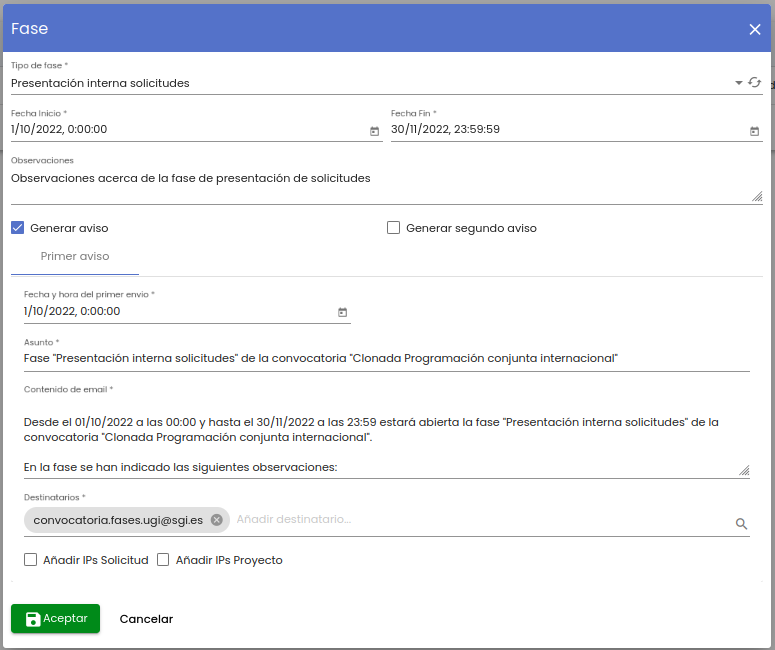 Fase
Tipo de fase *
Presentación interna solicitudes
Fecha Inicio *
1/10/2022, 0:00:00
Fecha Fin *
30/11/2022, 23:59:59
Observaciones
Observaciones acerca de la fase de presentación de solicitudes
Generar aviso
Generar segundo aviso
Primer aviso
Fecha y hora del primer envio *
1/10/2022, 0:00:00
Asunto *
Fase "Presentación interna solicitudes" de la convocatoria "Clonada Programación conjunta internacional"
Contenido de email *
Desde el 01/10/2022 a las 00:00 y hasta el 30/11/2022 a las 23:59 estará abierta la fase "Presentación interna solicitudes" de la
convocatoria "Clonada Programación conjunta internacional".
En la fase se han indicado las siguientes observaciones:
Destinatarios *
convocatoria.fases.ugi@sgi.es
Añadir destinatario...
Añadir IPs Solicitud
Añadir IPs Proyecto
Aceptar
Cancelar